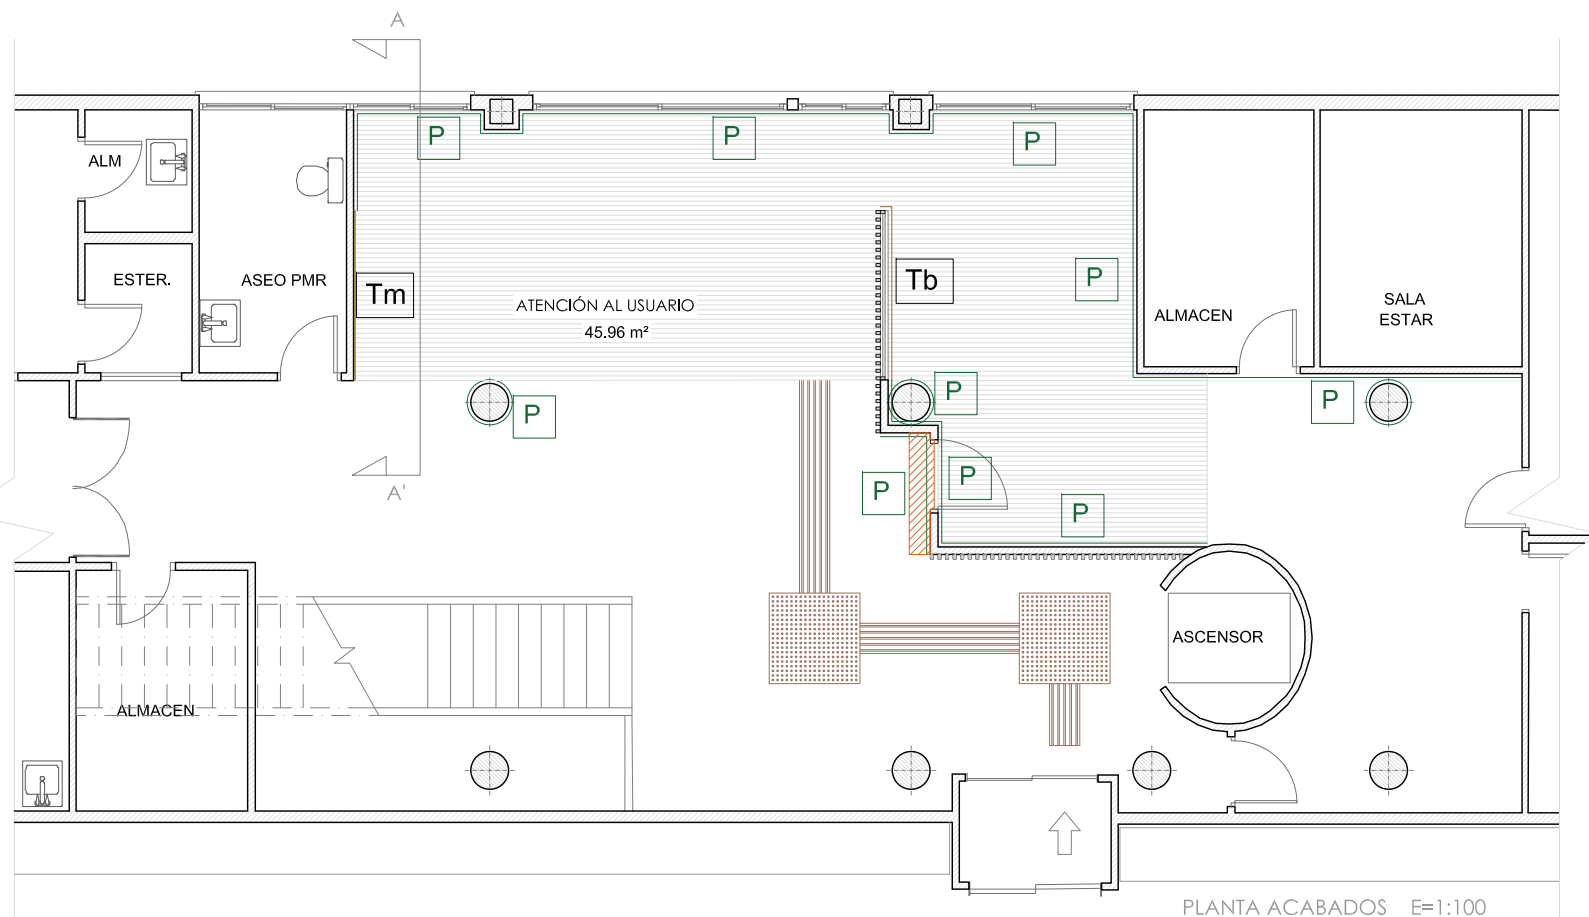 A
P
P
P
ALM
ESTER.
ASEO PMR
Tm
Tb
P
ATENCIÓN AL USUARIO
45.96 m²
ALMACEN
SALA
ESTAR
P
P
P
P
P
A'
P
ASCENSOR
ALMACEN
PLANTA ACABADOS E=1:100